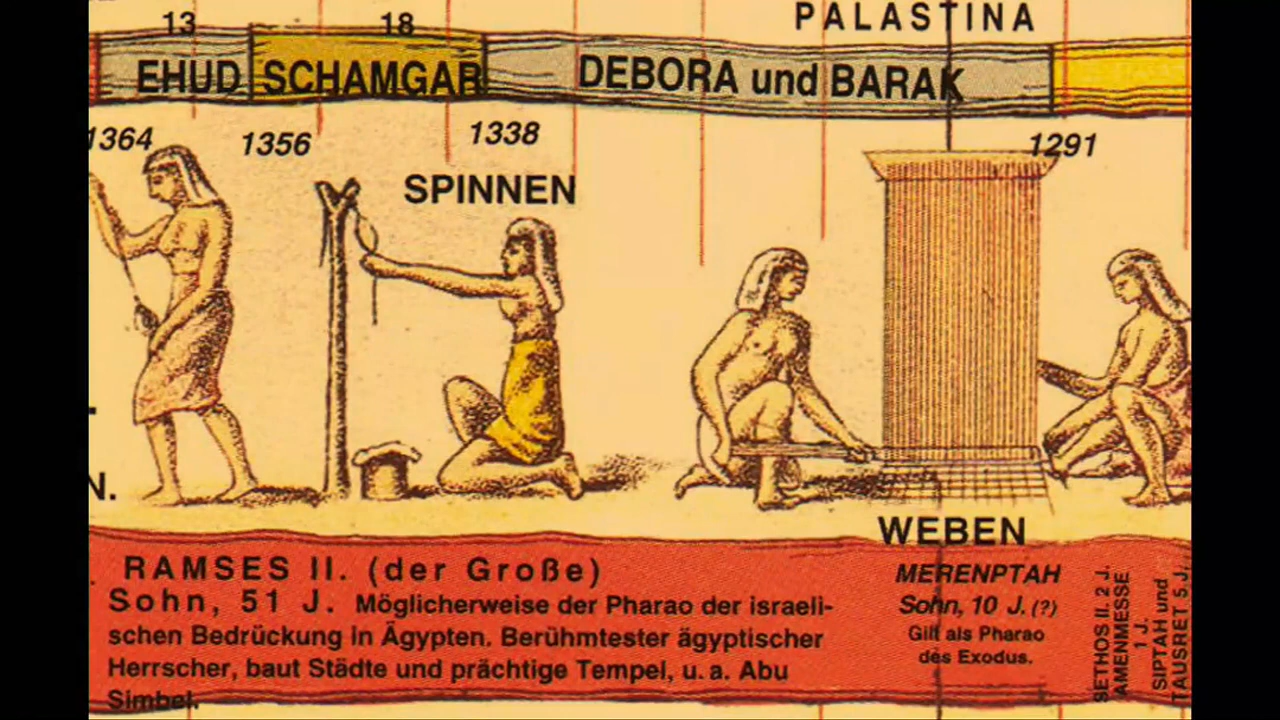 PALASTINA
13 18
EHUD SCHAMGAR DEBORA und BARAK
1364 1356 1338 1291
SPINNEN
N.
WEBEN
RAMSES II. (der Große)
Sohn, 51 J. Möglicherweise der Pharao der israeli-
schen Bedrückung in Ägypten. Berühmtester ägyptischer
Herrscher, baut Städte und prächtige Tempel, u. a. Abu
Simbel.
MERENPTAH
Sohn, 10 J. (?)
Gilt als Pharao
des Exodus.
SETHOS II. 2 J.
AMENMESSE
1 J.
SIPTAH und
TAUSRET 5 J.